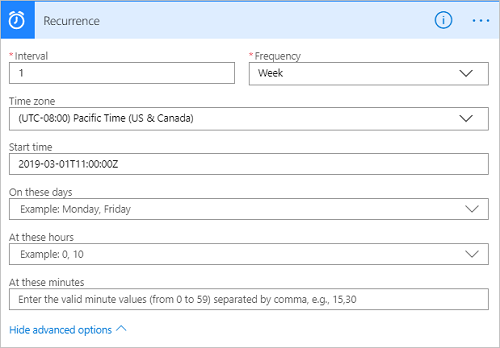 Recurrence
* Interval
* Frequency
1
Week
Time zone
(UTC-08:00) Pacific Time (US & Canada)
Start time
2019-03-01T11:00:00Z
On these days
Example: Monday, Friday
At these hours
Example: 0, 10
At these minutes
Enter the valid minute values (from 0 to 59) separated by comma, e.g., 15,30
Hide advanced options